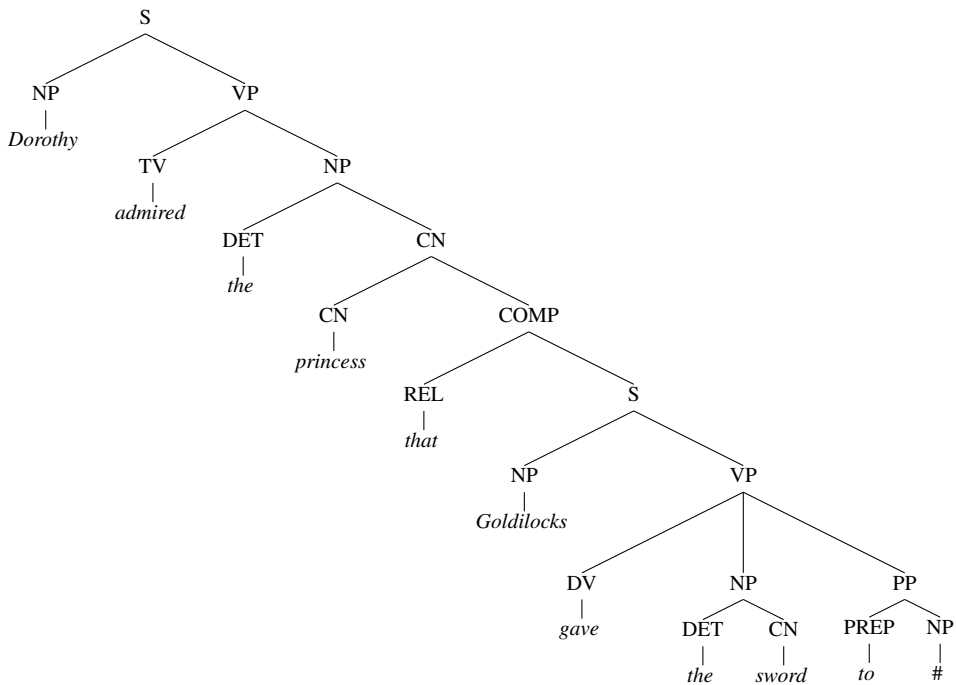 S
NP VP
Dorothy
TV NP
admired
DET CN
the
CN COMP
princess
REL S
that
NP VP
Goldilocks
DV NP PP
gave DET CN PREP NP
the sword to #